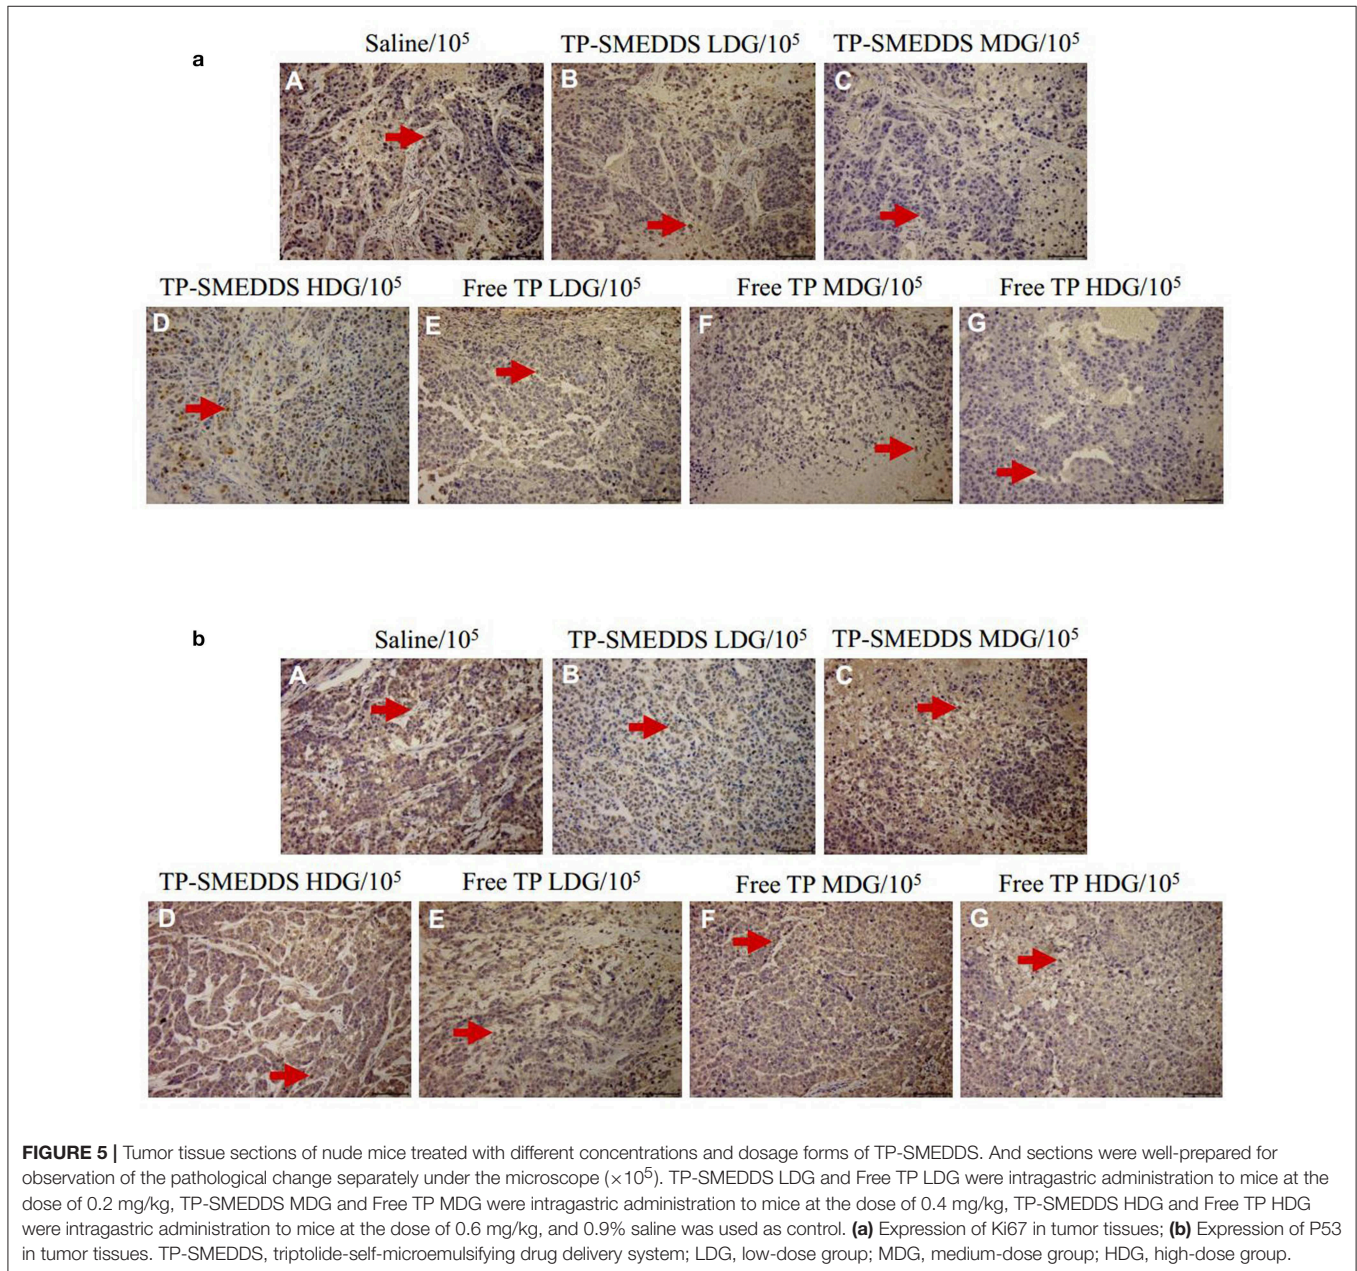 a
Saline/10⁵ TP-SMEDDS LDG/10⁵ TP-SMEDDS MDG/10⁵
A B C
TP-SMEDDS HDG/10⁵ Free TP LDG/10⁵ Free TP MDG/10⁵ Free TP HDG/10⁵
D E F G
b
Saline/10⁵ TP-SMEDDS LDG/10⁵ TP-SMEDDS MDG/10⁵
A B C
TP-SMEDDS HDG/10⁵ Free TP LDG/10⁵ Free TP MDG/10⁵ Free TP HDG/10⁵
D E F G
FIGURE 5 | Tumor tissue sections of nude mice treated with different concentrations and dosage forms of TP-SMEDDS. And sections were well-prepared for
observation of the pathological change separately under the microscope (×10⁵). TP-SMEDDS LDG and Free TP LDG were intragastric administration to mice at the
dose of 0.2 mg/kg, TP-SMEDDS MDG and Free TP MDG were intragastric administration to mice at the dose of 0.4 mg/kg, TP-SMEDDS HDG and Free TP HDG
were intragastric administration to mice at the dose of 0.6 mg/kg, and 0.9% saline was used as control. (a) Expression of Ki67 in tumor tissues; (b) Expression of P53
in tumor tissues. TP-SMEDDS, triptolide-self-microemulsifying drug delivery system; LDG, low-dose group; MDG, medium-dose group; HDG, high-dose group.